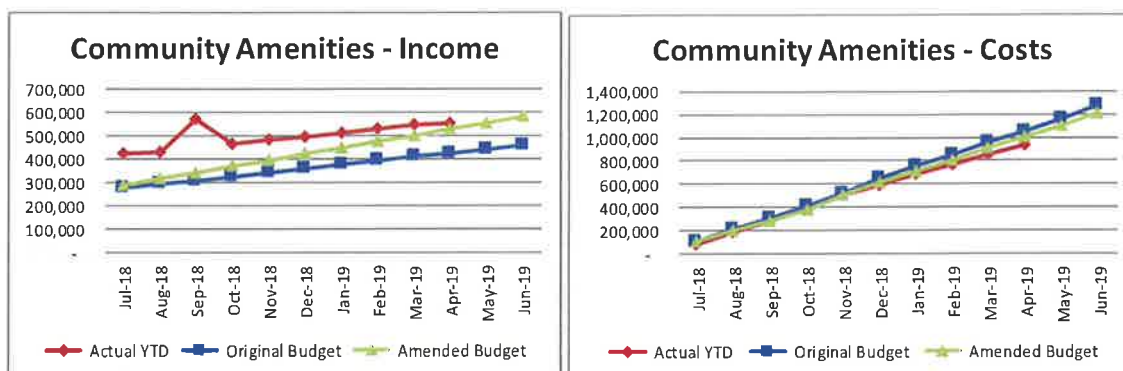 Community Amenities - Income
700,000
600,000
500,000
400,000
300,000
200,000
100,000
-
Jul-18
Aug-18
Sep-18
Oct-18
Nov-18
Dec-18
Jan-19
Feb-19
Mar-19
Apr-19
May-19
Jun-19
Actual YTD Original Budget Amended Budget
Community Amenities - Costs
1,400,000
1,200,000
1,000,000
800,000
600,000
400,000
200,000
-
Jul-18
Aug-18
Sep-18
Oct-18
Nov-18
Dec-18
Jan-19
Feb-19
Mar-19
Apr-19
May-19
Jun-19
Actual YTD Original Budget Amended Budget